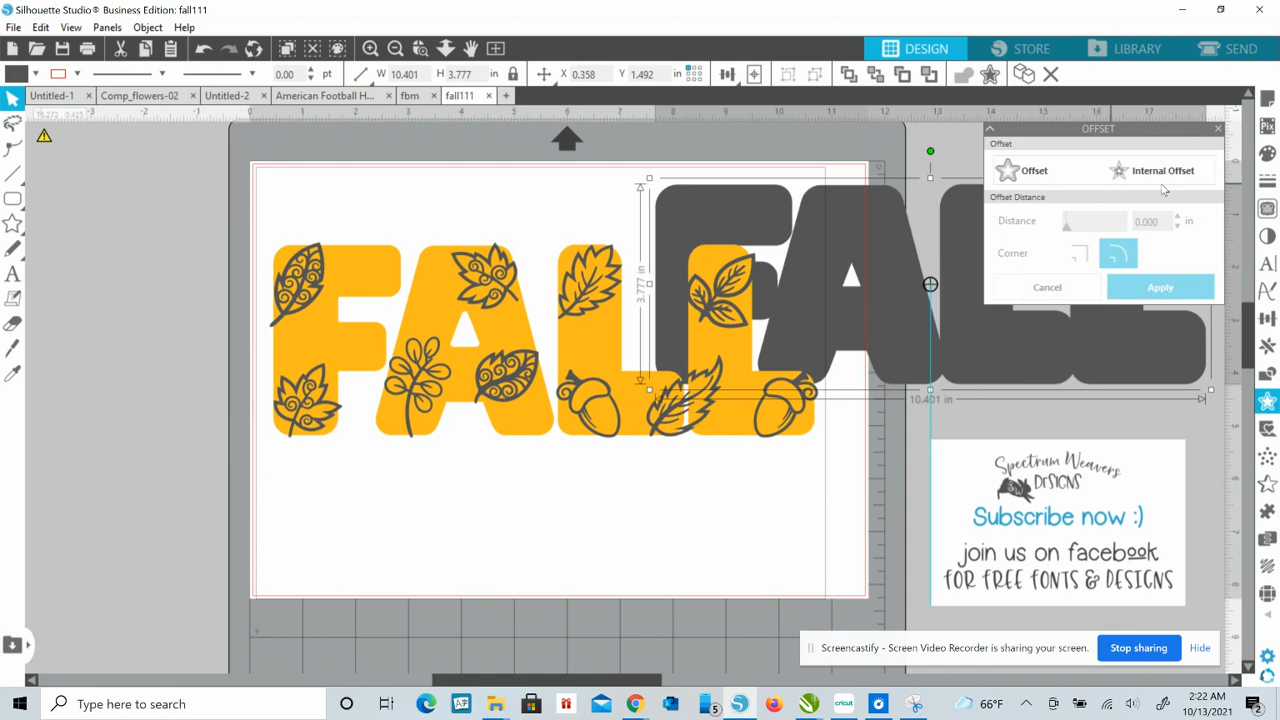 Silhouette Studio® Business Edition: fall111
File Edit View Panels Object Help
DESIGN STORE LIBRARY SEND
0.00 pt W 10.401 H 3.777 in X 0.358 Y 1.492 in
Untitled-1 Comp_flowers-02 Untitled-2 American Football H... fbm fall111
OFFSET
Offset
Offset Internal Offset
Offset Distance
Distance 0.000 in
Corner
Cancel Apply
3.777 in
FALL
FALL
10.401 in
Spectrum Weavers
DESIGNS
Subscribe now :)
join us on facebook
FOR FREE FONTS & DESIGNS
Screencastify - Screen Video Recorder is sharing your screen. Stop sharing Hide
Type here to search
66°F
2:22 AM
10/13/2021